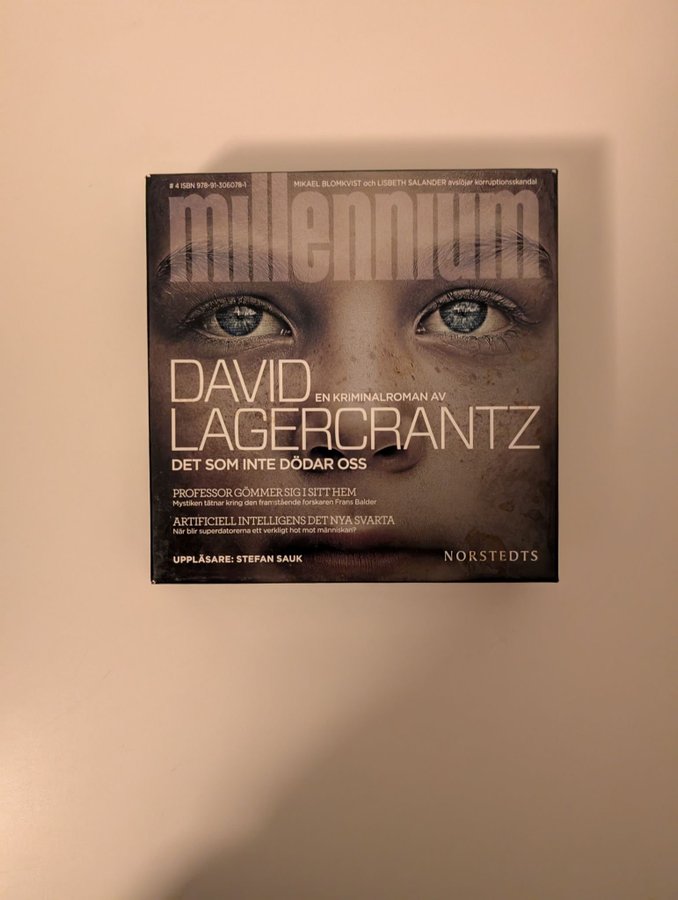 # 4 ISBN 978-91-306078-1
MIKAEL BLOMKVIST och LISBETH SALANDER avslöjar korruptionsskandal
millennium
DAVID
EN KRIMINALROMAN AV
LAGERCRANTZ
DET SOM INTE DÖDAR OSS
PROFESSOR GÖMMER SIG I SITT HEM
Mystiken tätnar kring den framstående forskaren Frans Balder
ARTIFICIELL INTELLIGENS DET NYA SVARTA
När blir superdatorerna ett verkligt hot mot människan?
UPPLÄSARE: STEFAN SAUK
NORSTEDTS